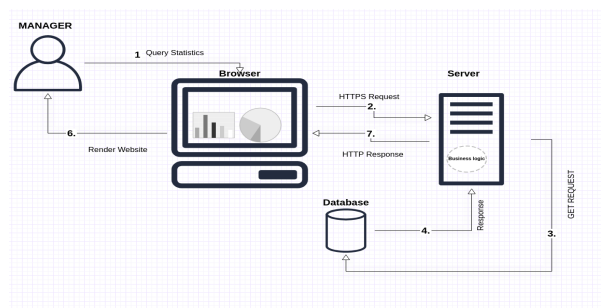 MANAGER
1 Query Statistics
Browser
Server
HTTPS Request
2.
6.
7.
Render Website
HTTP Response
Business logic
GET REQUEST
Database
Response
4.
3.